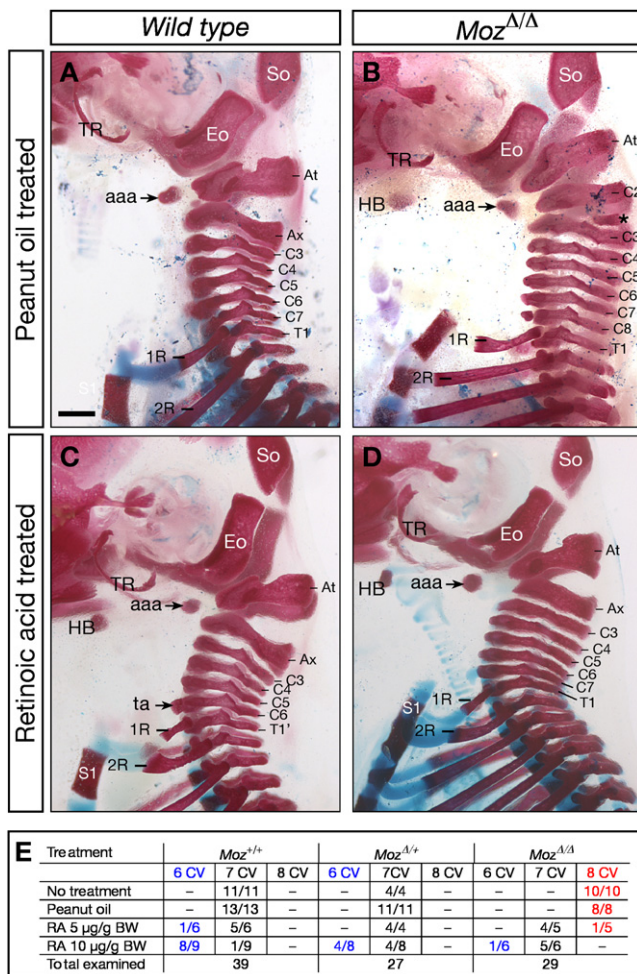 Wild type
Moz Δ/Δ
Peanut oil treated
A
So
TR
Eo
At
aaa
Ax
C3
C4
C5
C6
C7
T1
1R
S1
2R
B
So
TR
Eo
At
HB
aaa
C2
*
C3
C4
C5
C6
C7
C8
T1
1R
2R
Retinoic acid treated
C
So
Eo
TR
At
aaa
HB
Ax
C3
C4
ta
C5
C6
1R
T1'
S1
2R
D
So
Eo
TR
At
HB
aaa
Ax
C3
C4
C5
C6
C7
T1
1R
S1
2R
E
Treatment Moz+/+ MozΔ/+ MozΔ/Δ
6 CV 7 CV 8 CV 6 CV 7CV 8 CV 6 CV 7 CV 8 CV
No treatment – 11/11 – – 4/4 – – – 10/10
Peanut oil – 13/13 – – 11/11 – – – 8/8
RA 5 µg/g BW 1/6 5/6 – – 4/4 – – 4/5 1/5
RA 10 µg/g BW 8/9 1/9 – 4/8 4/8 – 1/6 5/6 –
Total examined 39 27 29